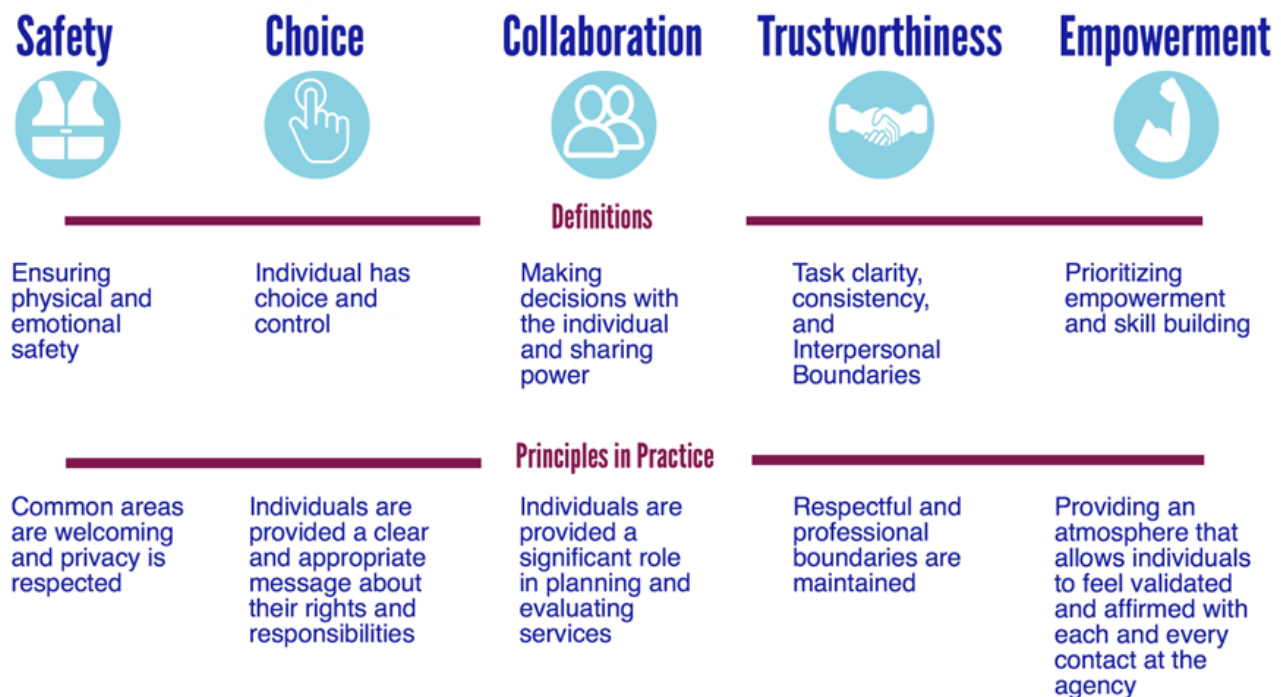 Safety
Choice
Collaboration
Trustworthiness
Empowerment
Definitions
Ensuring
physical and
emotional
safety
Individual has
choice and
control
Making
decisions with
the individual
and sharing
power
Task clarity,
consistency,
and
Interpersonal
Boundaries
Prioritizing
empowerment
and skill building
Principles in Practice
Common areas
are welcoming
and privacy is
respected
Individuals are
provided a clear
and appropriate
message about
their rights and
responsibilities
Individuals are
provided a
significant role
in planning and
evaluating
services
Respectful and
professional
boundaries are
maintained
Providing an
atmosphere that
allows individuals
to feel validated
and affirmed with
each and every
contact at the
agency